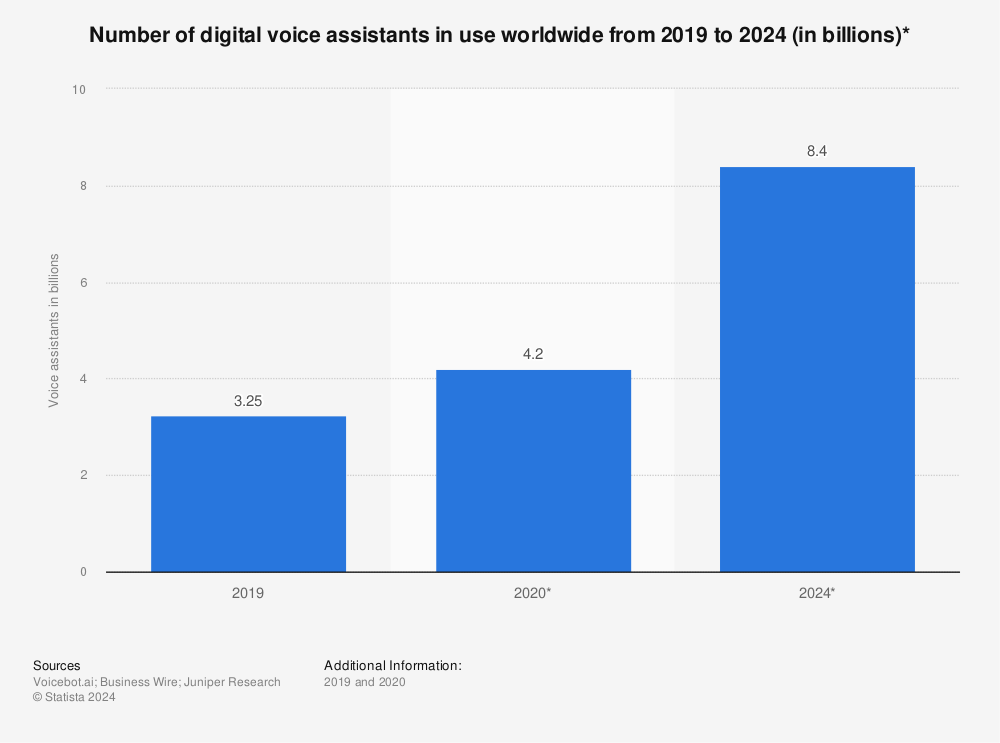 Number of digital voice assistants in use worldwide from 2019 to 2024 (in billions)*
Voice assistants in billions
10
8
6
4
2
0
3.25
4.2
8.4
2019
2020*
2024*
Sources
Voicebot.ai; Business Wire; Juniper Research
© Statista 2024
Additional Information:
2019 and 2020